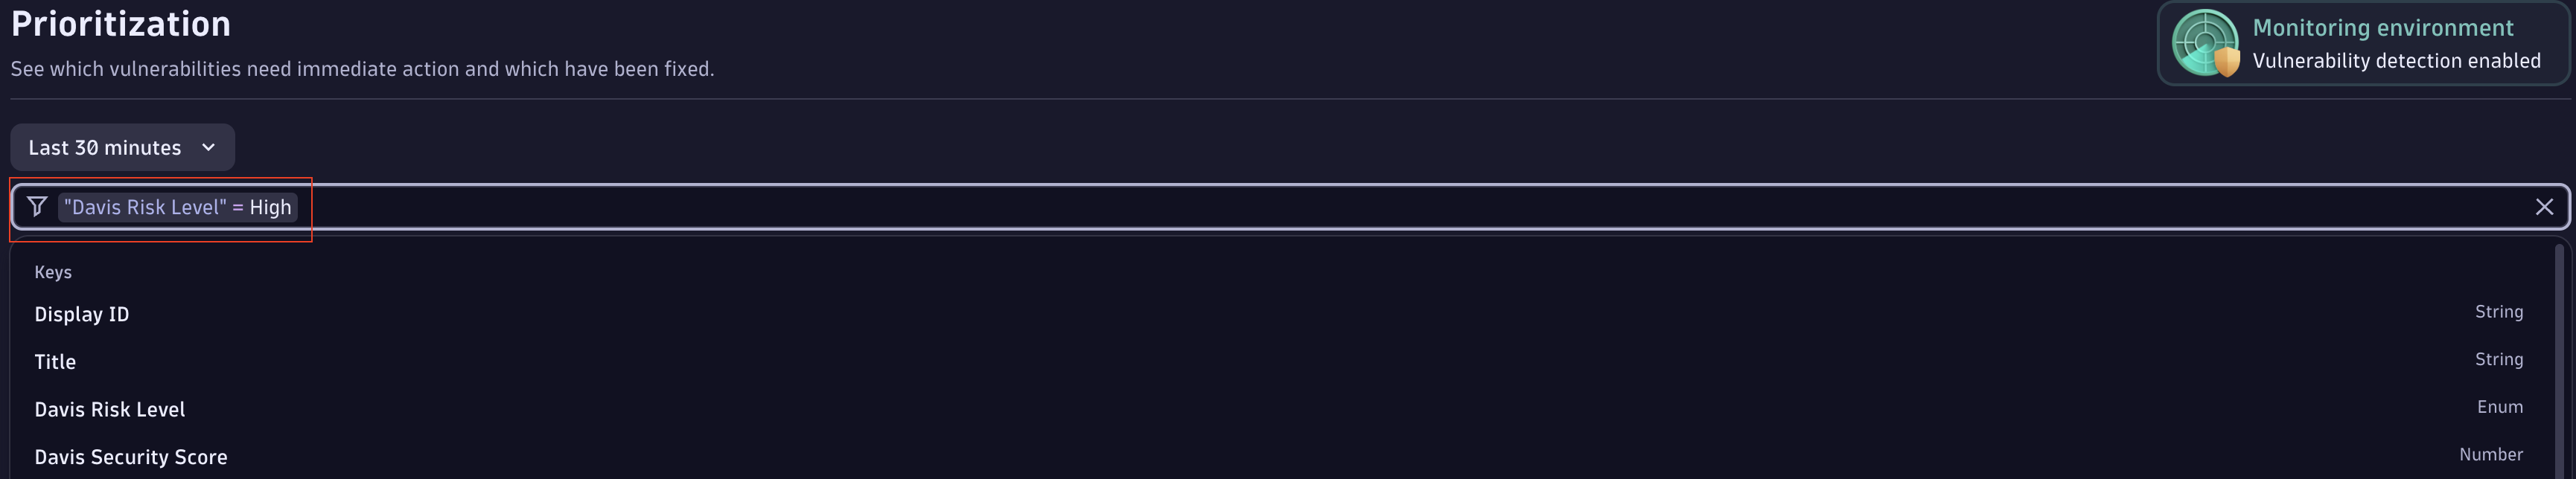 Prioritization
See which vulnerabilities need immediate action and which have been fixed.
Monitoring environment
Vulnerability detection enabled
Last 30 minutes
"Davis Risk Level" = High
Keys
Display ID String
Title String
Davis Risk Level Enum
Davis Security Score Number